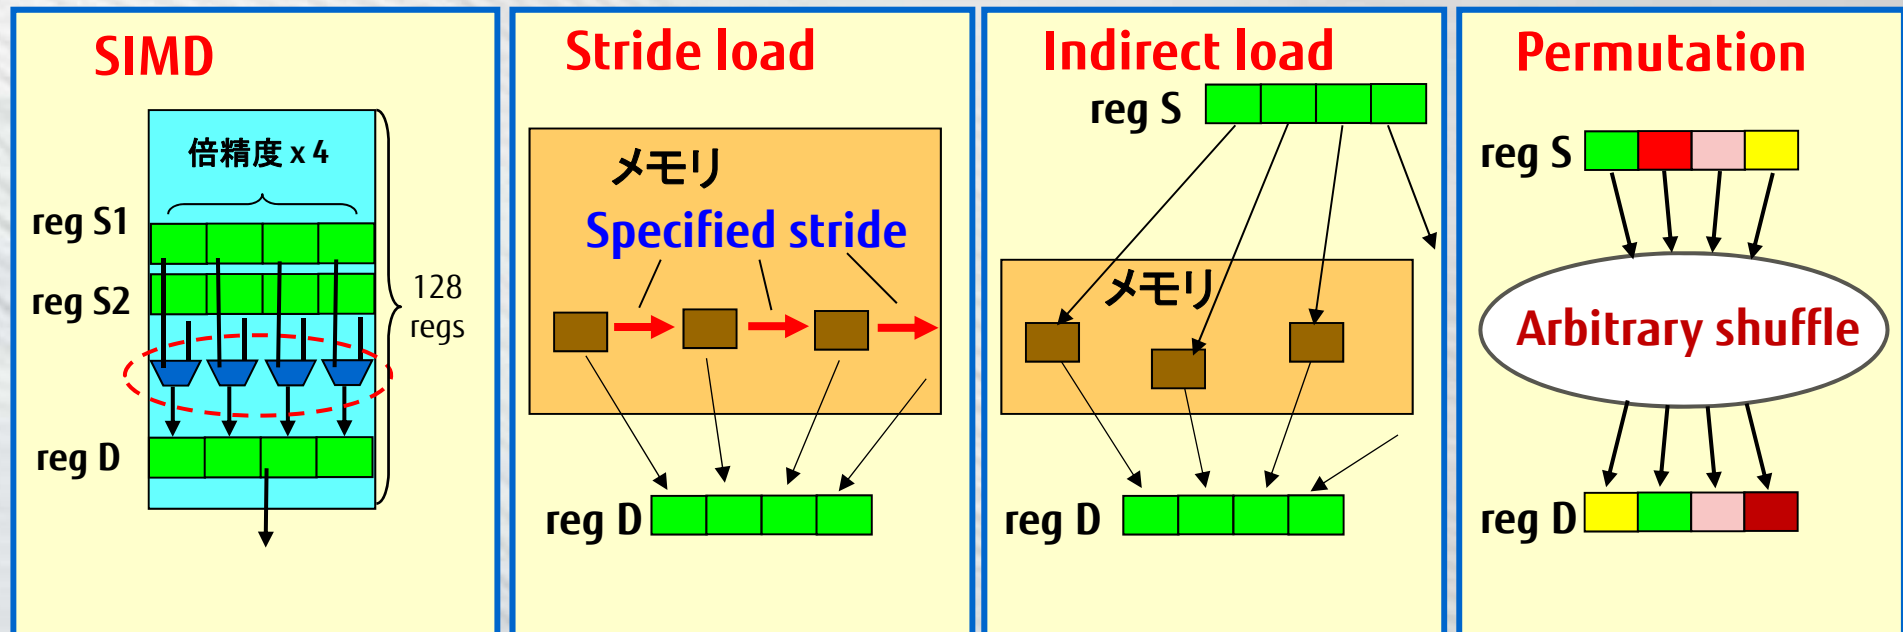 SIMD
倍精度 x 4
reg S1
reg S2
128
regs
reg D
Stride load
メモリ
Specified stride
reg D
Indirect load
reg S
メモリ
reg D
Permutation
reg S
Arbitrary shuffle
reg D